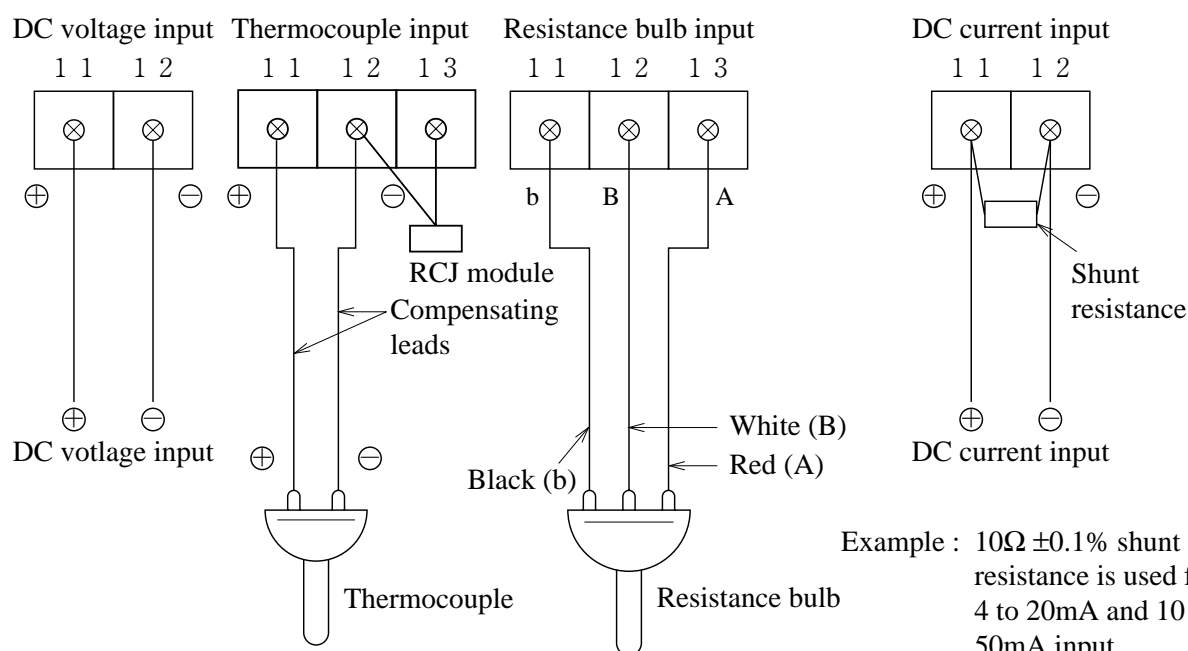 DC voltage input
Thermocouple input
Resistance bulb input
DC current input
11 12
11 12 13
11 12 13
11 12
⊕ ⊖
⊕ ⊖
b B A
⊕ ⊖
RCJ module
Compensating
leads
Shunt
resistance
⊕ ⊖
DC votlage input
⊕ ⊖
DC current input
⊕ ⊖
White (B)
Red (A)
Black (b)
Thermocouple
Resistance bulb
Example : 10Ω ±0.1% shunt
resistance is used
4 to 20mA and 10
50mA input